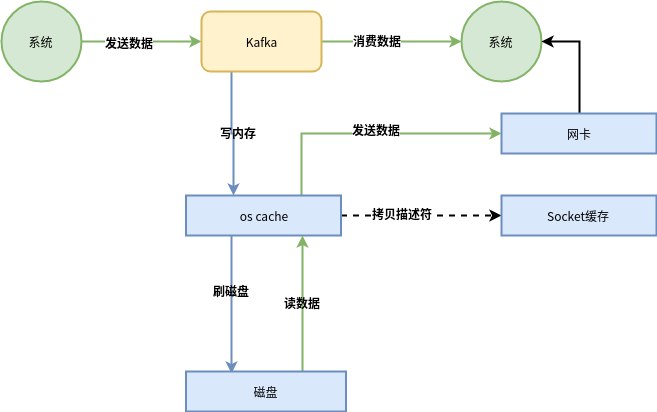 系统
发送数据
Kafka
消费数据
系统
写内存
发送数据
网卡
os cache
拷贝描述符
Socket缓存
刷磁盘
读数据
磁盘